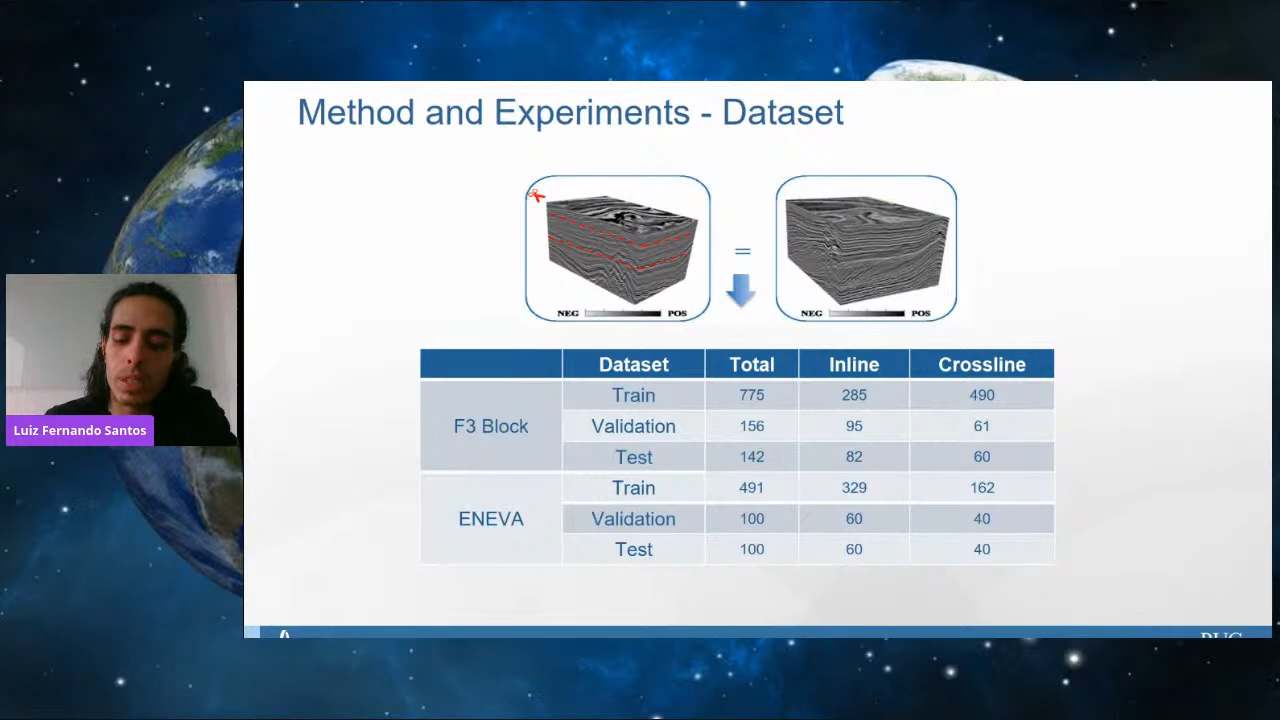 Method and Experiments - Dataset
NEG POS
=
NEG POS
Dataset Total Inline Crossline
F3 Block
Train 775 285 490
Validation 156 95 61
Test 142 82 60
ENEVA
Train 491 329 162
Validation 100 60 40
Test 100 60 40
Luiz Fernando Santos